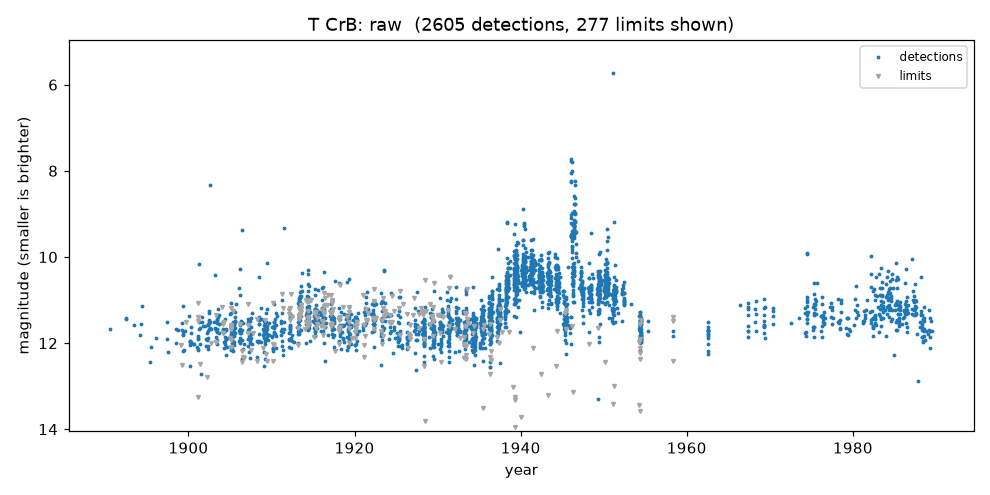 T CrB: raw  (2605 detections, 277 limits shown)
detections
limits
magnitude (smaller is brighter)
6
8
10
12
14
1900
1920
1940
1960
1980
year